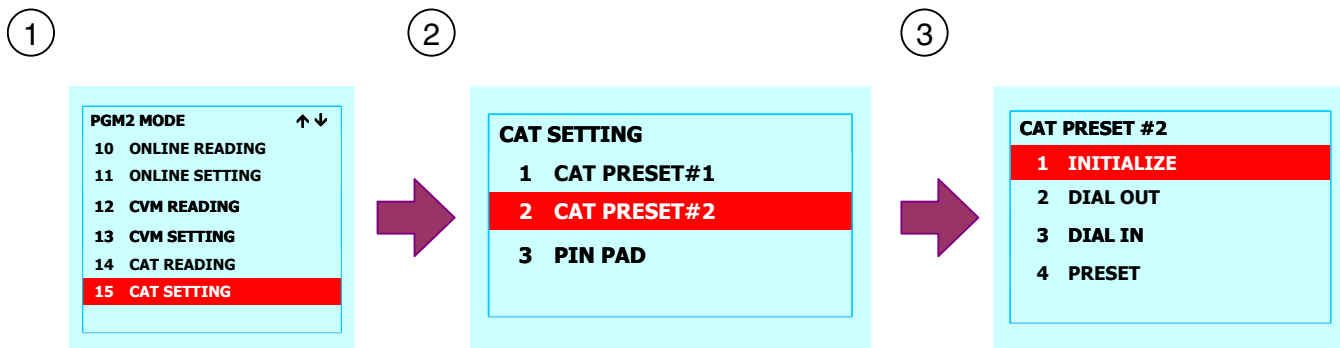 1
PGM2 MODE ↑↓
10 ONLINE READING
11 ONLINE SETTING
12 CVM READING
13 CVM SETTING
14 CAT READING
15 CAT SETTING
2
CAT SETTING
1 CAT PRESET#1
2 CAT PRESET#2
3 PIN PAD
3
CAT PRESET #2
1 INITIALIZE
2 DIAL OUT
3 DIAL IN
4 PRESET